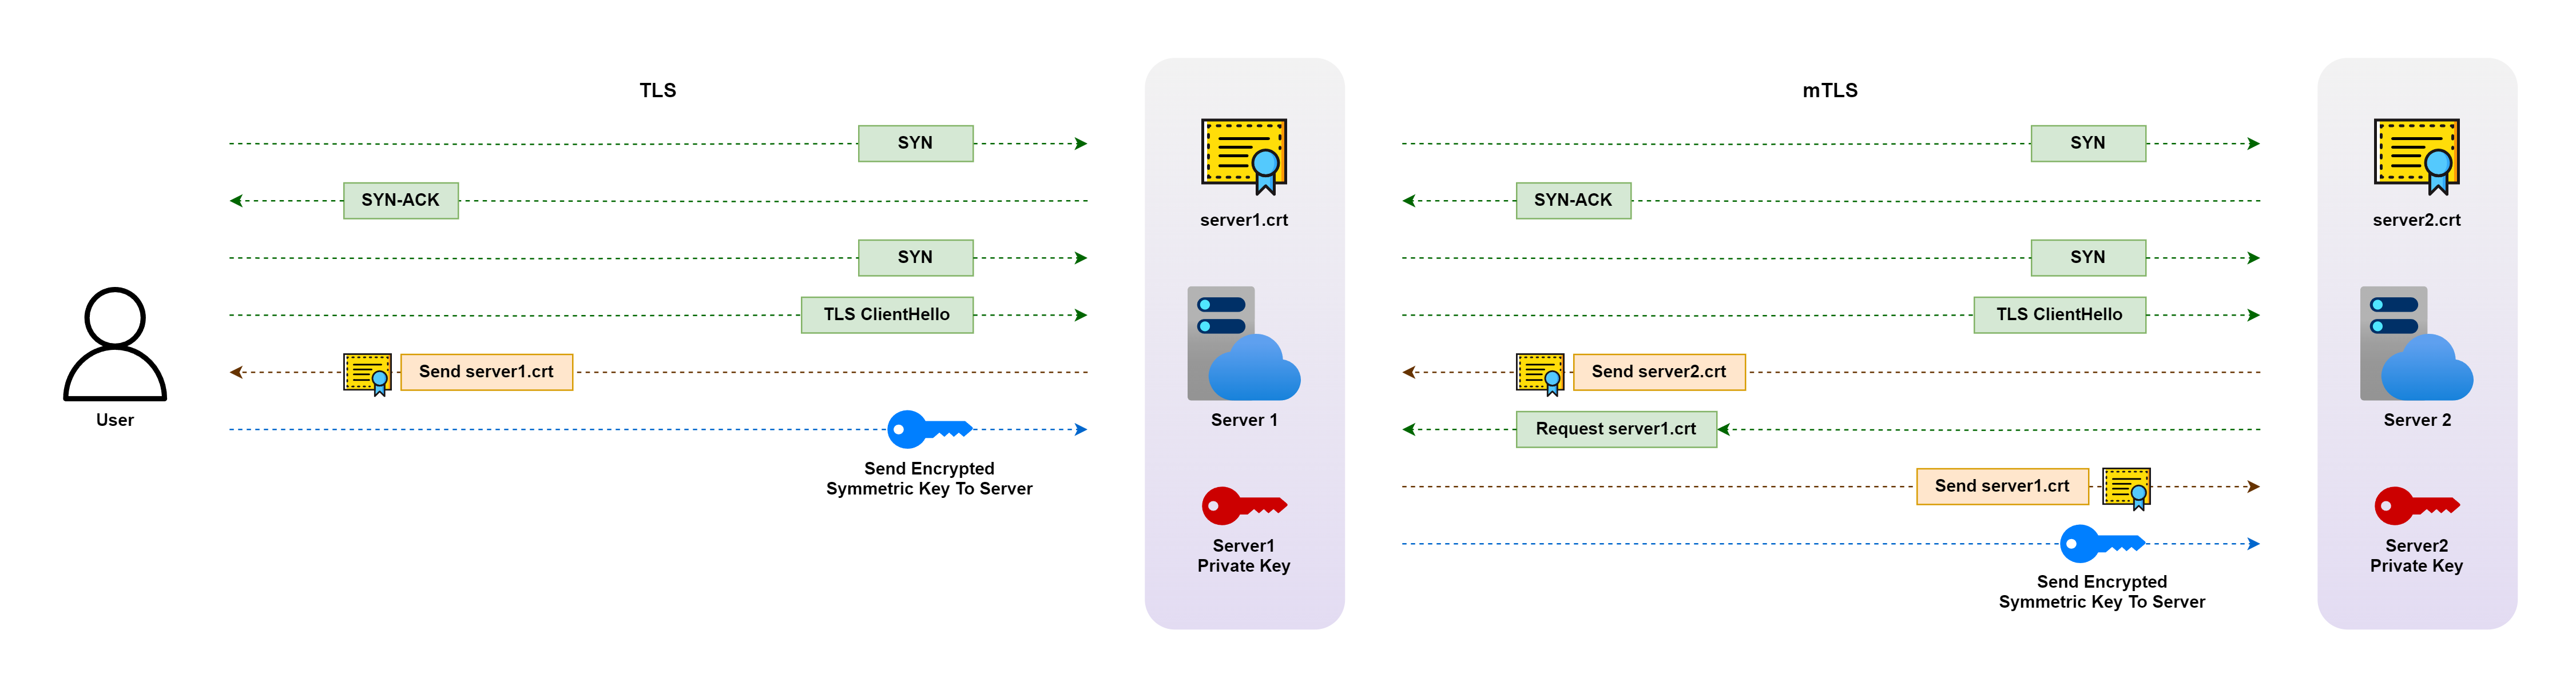 TLS
SYN
SYN-ACK
SYN
TLS ClientHello
Send server1.crt
Send Encrypted
Symmetric Key To Server
User
server1.crt
Server 1
Server1
Private Key
mTLS
SYN
SYN-ACK
SYN
TLS ClientHello
Send server2.crt
Request server1.crt
Send server1.crt
Send Encrypted
Symmetric Key To Server
server2.crt
Server 2
Server2
Private Key